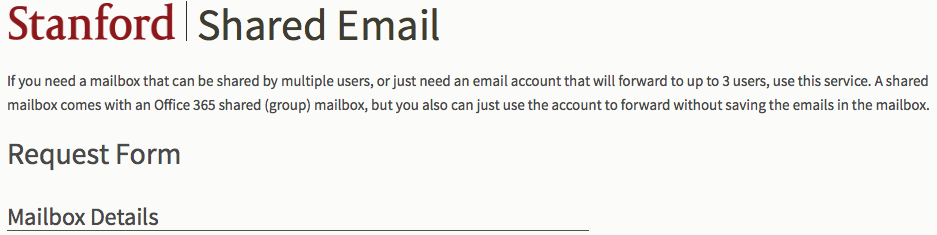 Stanford | Shared Email
If you need a mailbox that can be shared by multiple users, or just need an email account that will forward to up to 3 users, use this service. A shared
mailbox comes with an Office 365 shared (group) mailbox, but you also can just use the account to forward without saving the emails in the mailbox.
Request Form
Mailbox Details